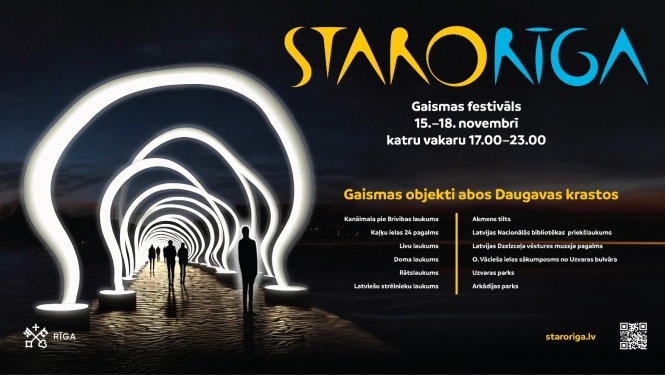 STARO RĪGA
Gaismas festivāls
15.–18. novembrī
katru vakaru 17.00–23.00
Gaismas objekti abos Daugavas krastos
Kanālmala pie Brīvības laukuma
Kaļķu ielas 24 pagalms
Līvu laukums
Doma laukums
Rātslaukums
Latviešu strēlnieku laukums
Akmens tilts
Latvijas Nacionālās bibliotēkas priekšlaukums
Latvijas Dzelzceļa vēstures muzeja pagalms
O. Vācieša ielas sākumposms no Uzvaras bulvāra
Uzvaras parks
Arkādijas parks
RĪGA
staroriga.lv